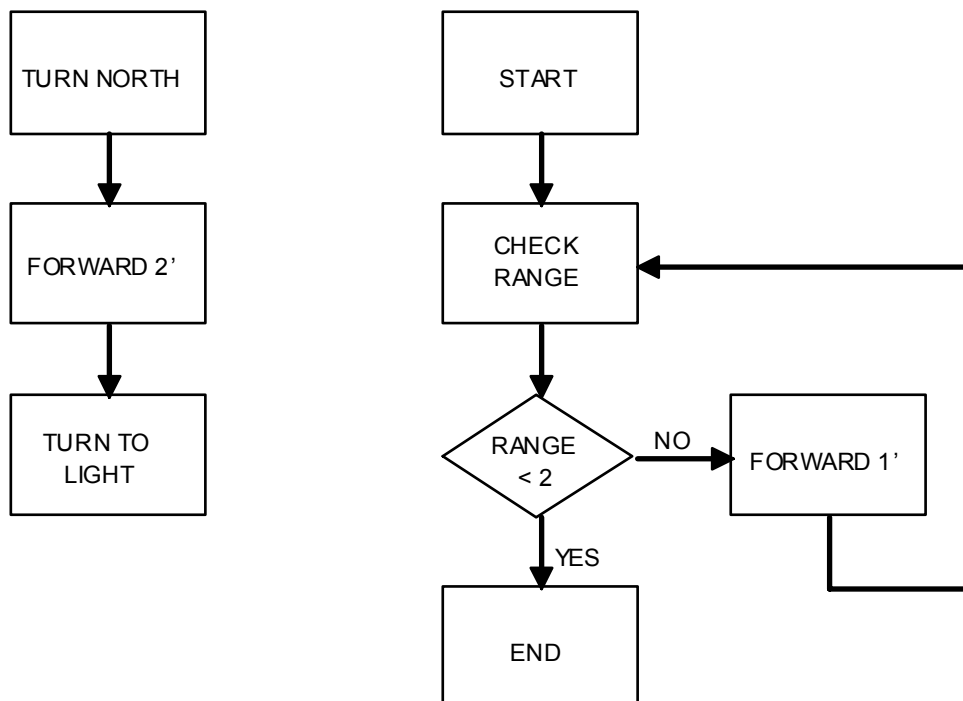 TURN NORTH
FORWARD 2’
TURN TO
LIGHT
START
CHECK
RANGE
RANGE
< 2
NO
FORWARD 1’
YES
END